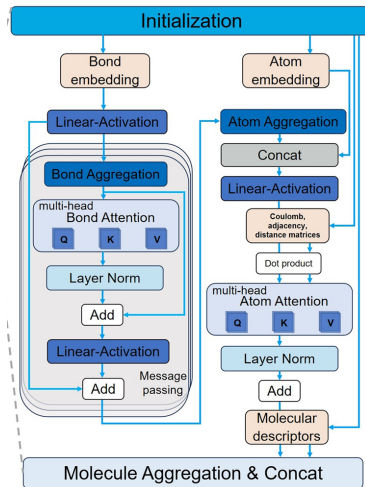 Initialization
Bond
embedding
Atom
embedding
Linear-Activation
Atom Aggregation
Concat
Bond Aggregation
multi-head
Bond Attention
Q K V
Linear-Activation
Coulomb,
adjacency,
distance matrices
Dot product
Layer Norm
multi-head
Atom Attention
Q K V
Add
Linear-Activation
Layer Norm
Message
passing
Add
Add
Molecular
descriptors
Molecule Aggregation & Concat